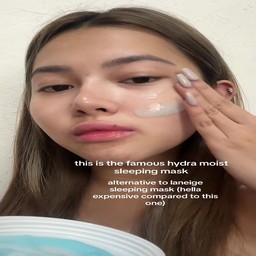 this is the famous hydra moist
sleeping mask
alternative to laneige
sleeping mask (hella
expensive compared to this
one)